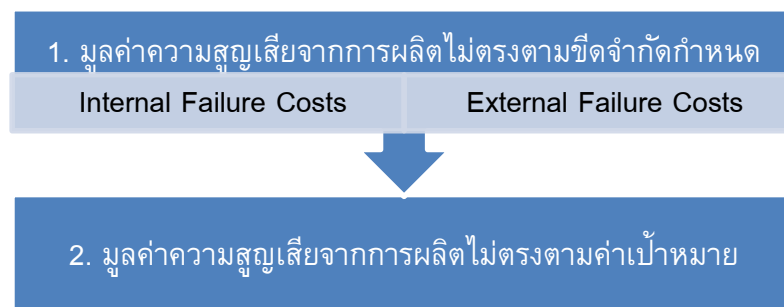 1. มูลค่าความสูญเสียจากการผลิตไม่ตรงตามขีดจำกัดกำหนด
Internal Failure Costs
External Failure Costs
2. มูลค่าความสูญเสียจากการผลิตไม่ตรงตามค่าเป้าหมาย